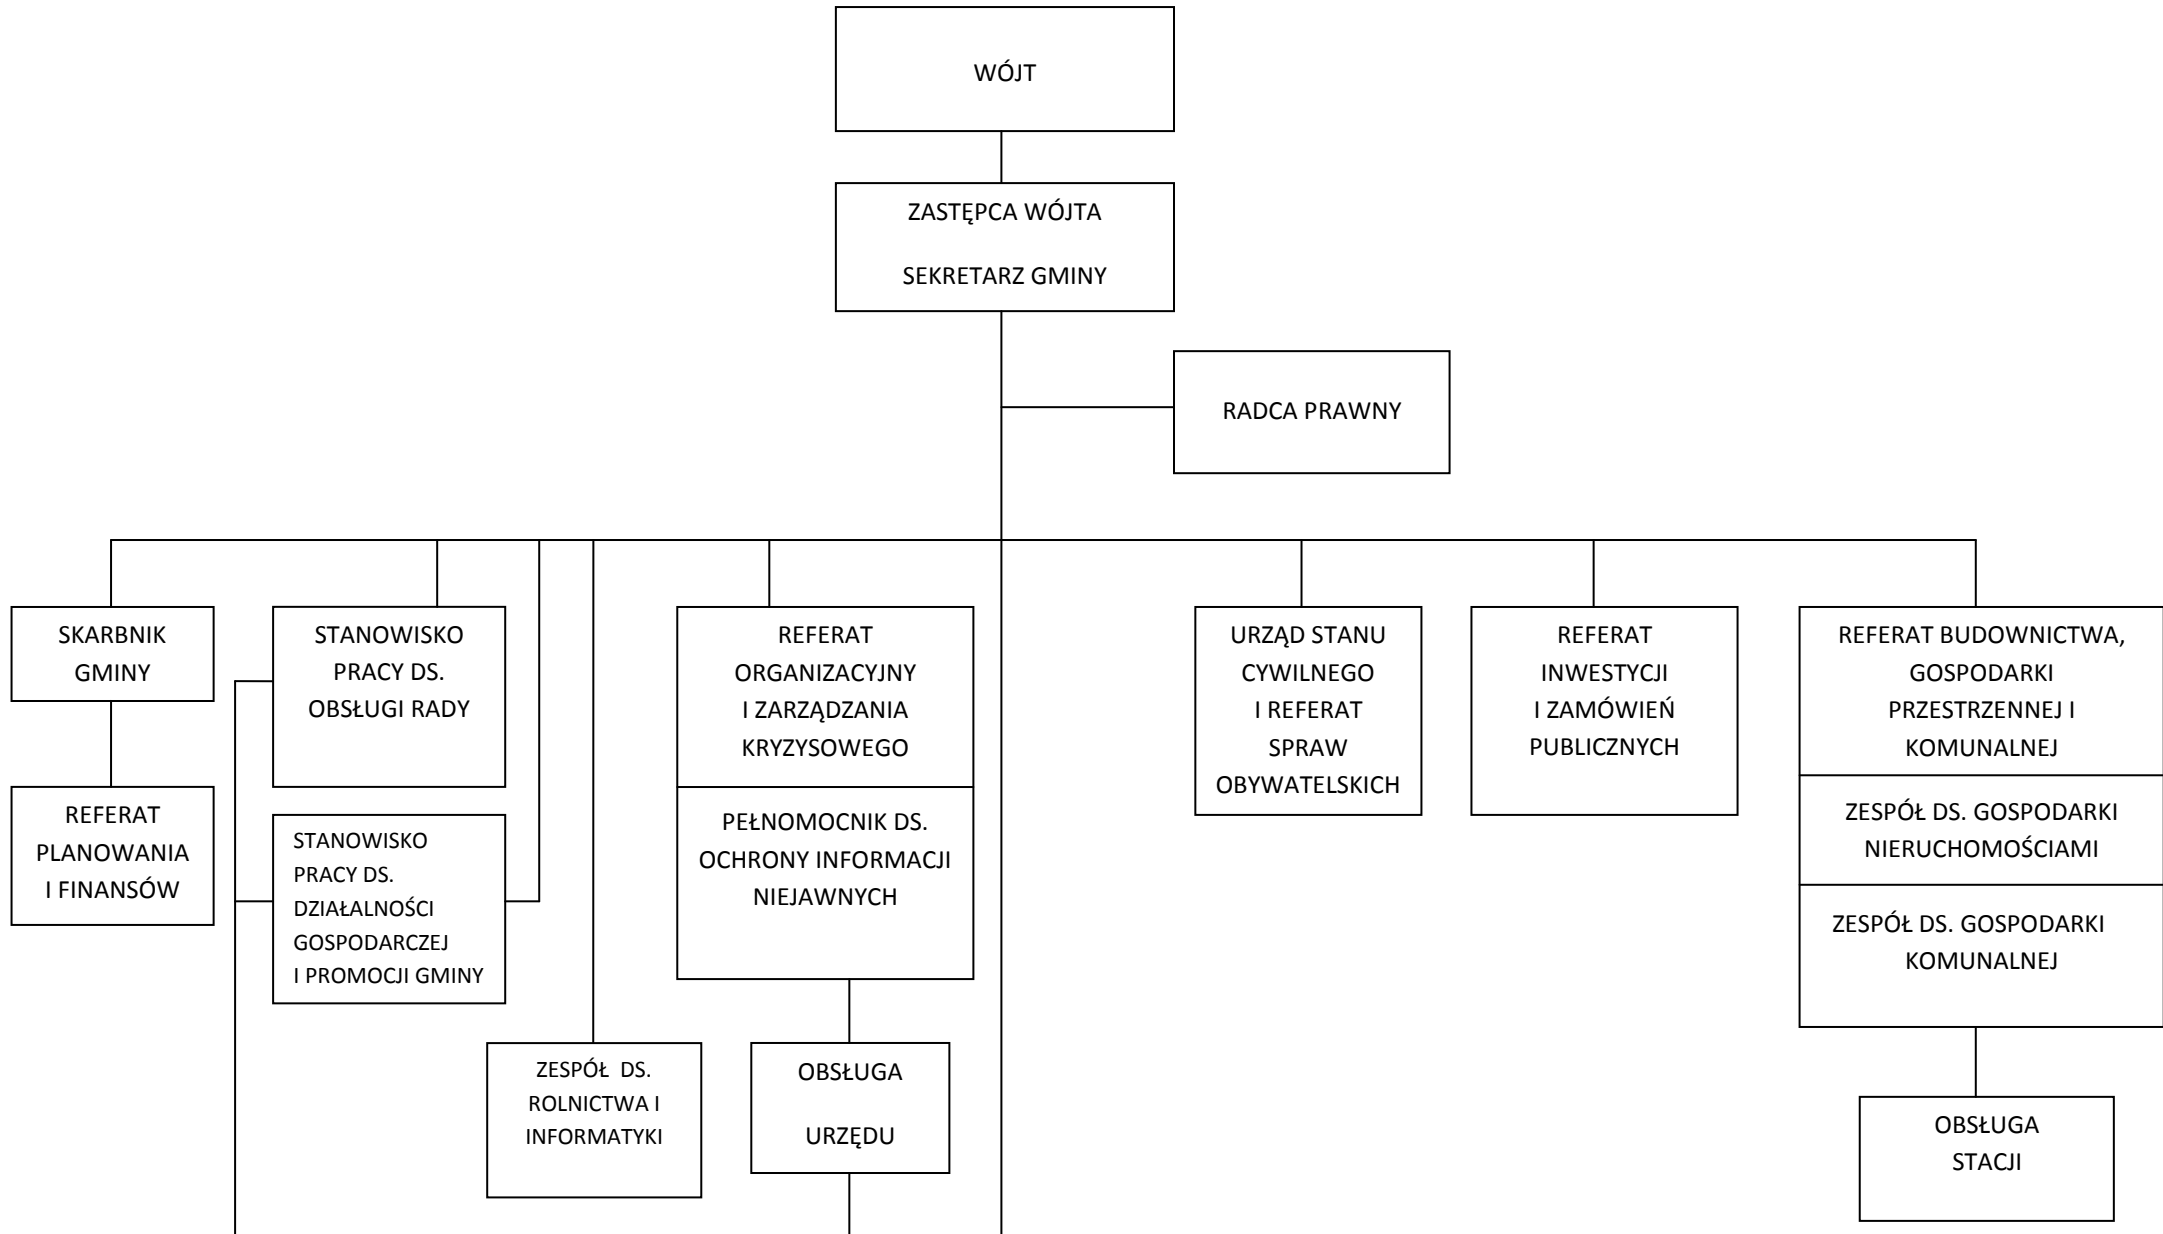 WÓJT
ZASTĘPCA WÓJTA
SEKRETARZ GMINY
RADCA PRAWNY
SKARBNIK
GMINY
REFERAT
PLANOWANIA
I FINANSÓW
STANOWISKO
PRACY DS.
OBSŁUGI RADY
STANOWISKO
PRACY DS.
DZIAŁALNOŚCI
GOSPODARCZEJ
I PROMOCJI GMINY
ZESPÓŁ DS.
ROLNICTWA I
INFORMATYKI
REFERAT
ORGANIZACYJNY
I ZARZĄDZANIA
KRYZYSOWEGO
PEŁNOMOCNIK DS.
OCHRONY INFORMACJI
NIEJAWNYCH
OBSŁUGA
URZĘDU
URZĄD STANU
CYWILNEGO
I REFERAT
SPRAW
OBYWATELSKICH
REFERAT
INWESTYCJI
I ZAMÓWIEŃ
PUBLICZNYCH
REFERAT BUDOWNICTWA,
GOSPODARKI
PRZESTRZENNEJ I
KOMUNALNEJ
ZESPÓŁ DS. GOSPODARKI
NIERUCHOMOŚCIAMI
ZESPÓŁ DS. GOSPODARKI
KOMUNALNEJ
OBSŁUGA
STACJI